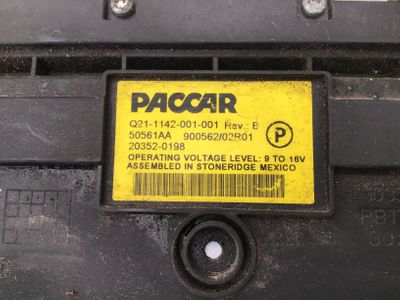 PACCAR
Q21-1142-001-001 Rev.: B
50561AA 900562/02R01
20352-0198
OPERATING VOLTAGE LEVEL: 9 TO 16V
ASSEMBLED IN STONERIDGE MEXICO
P